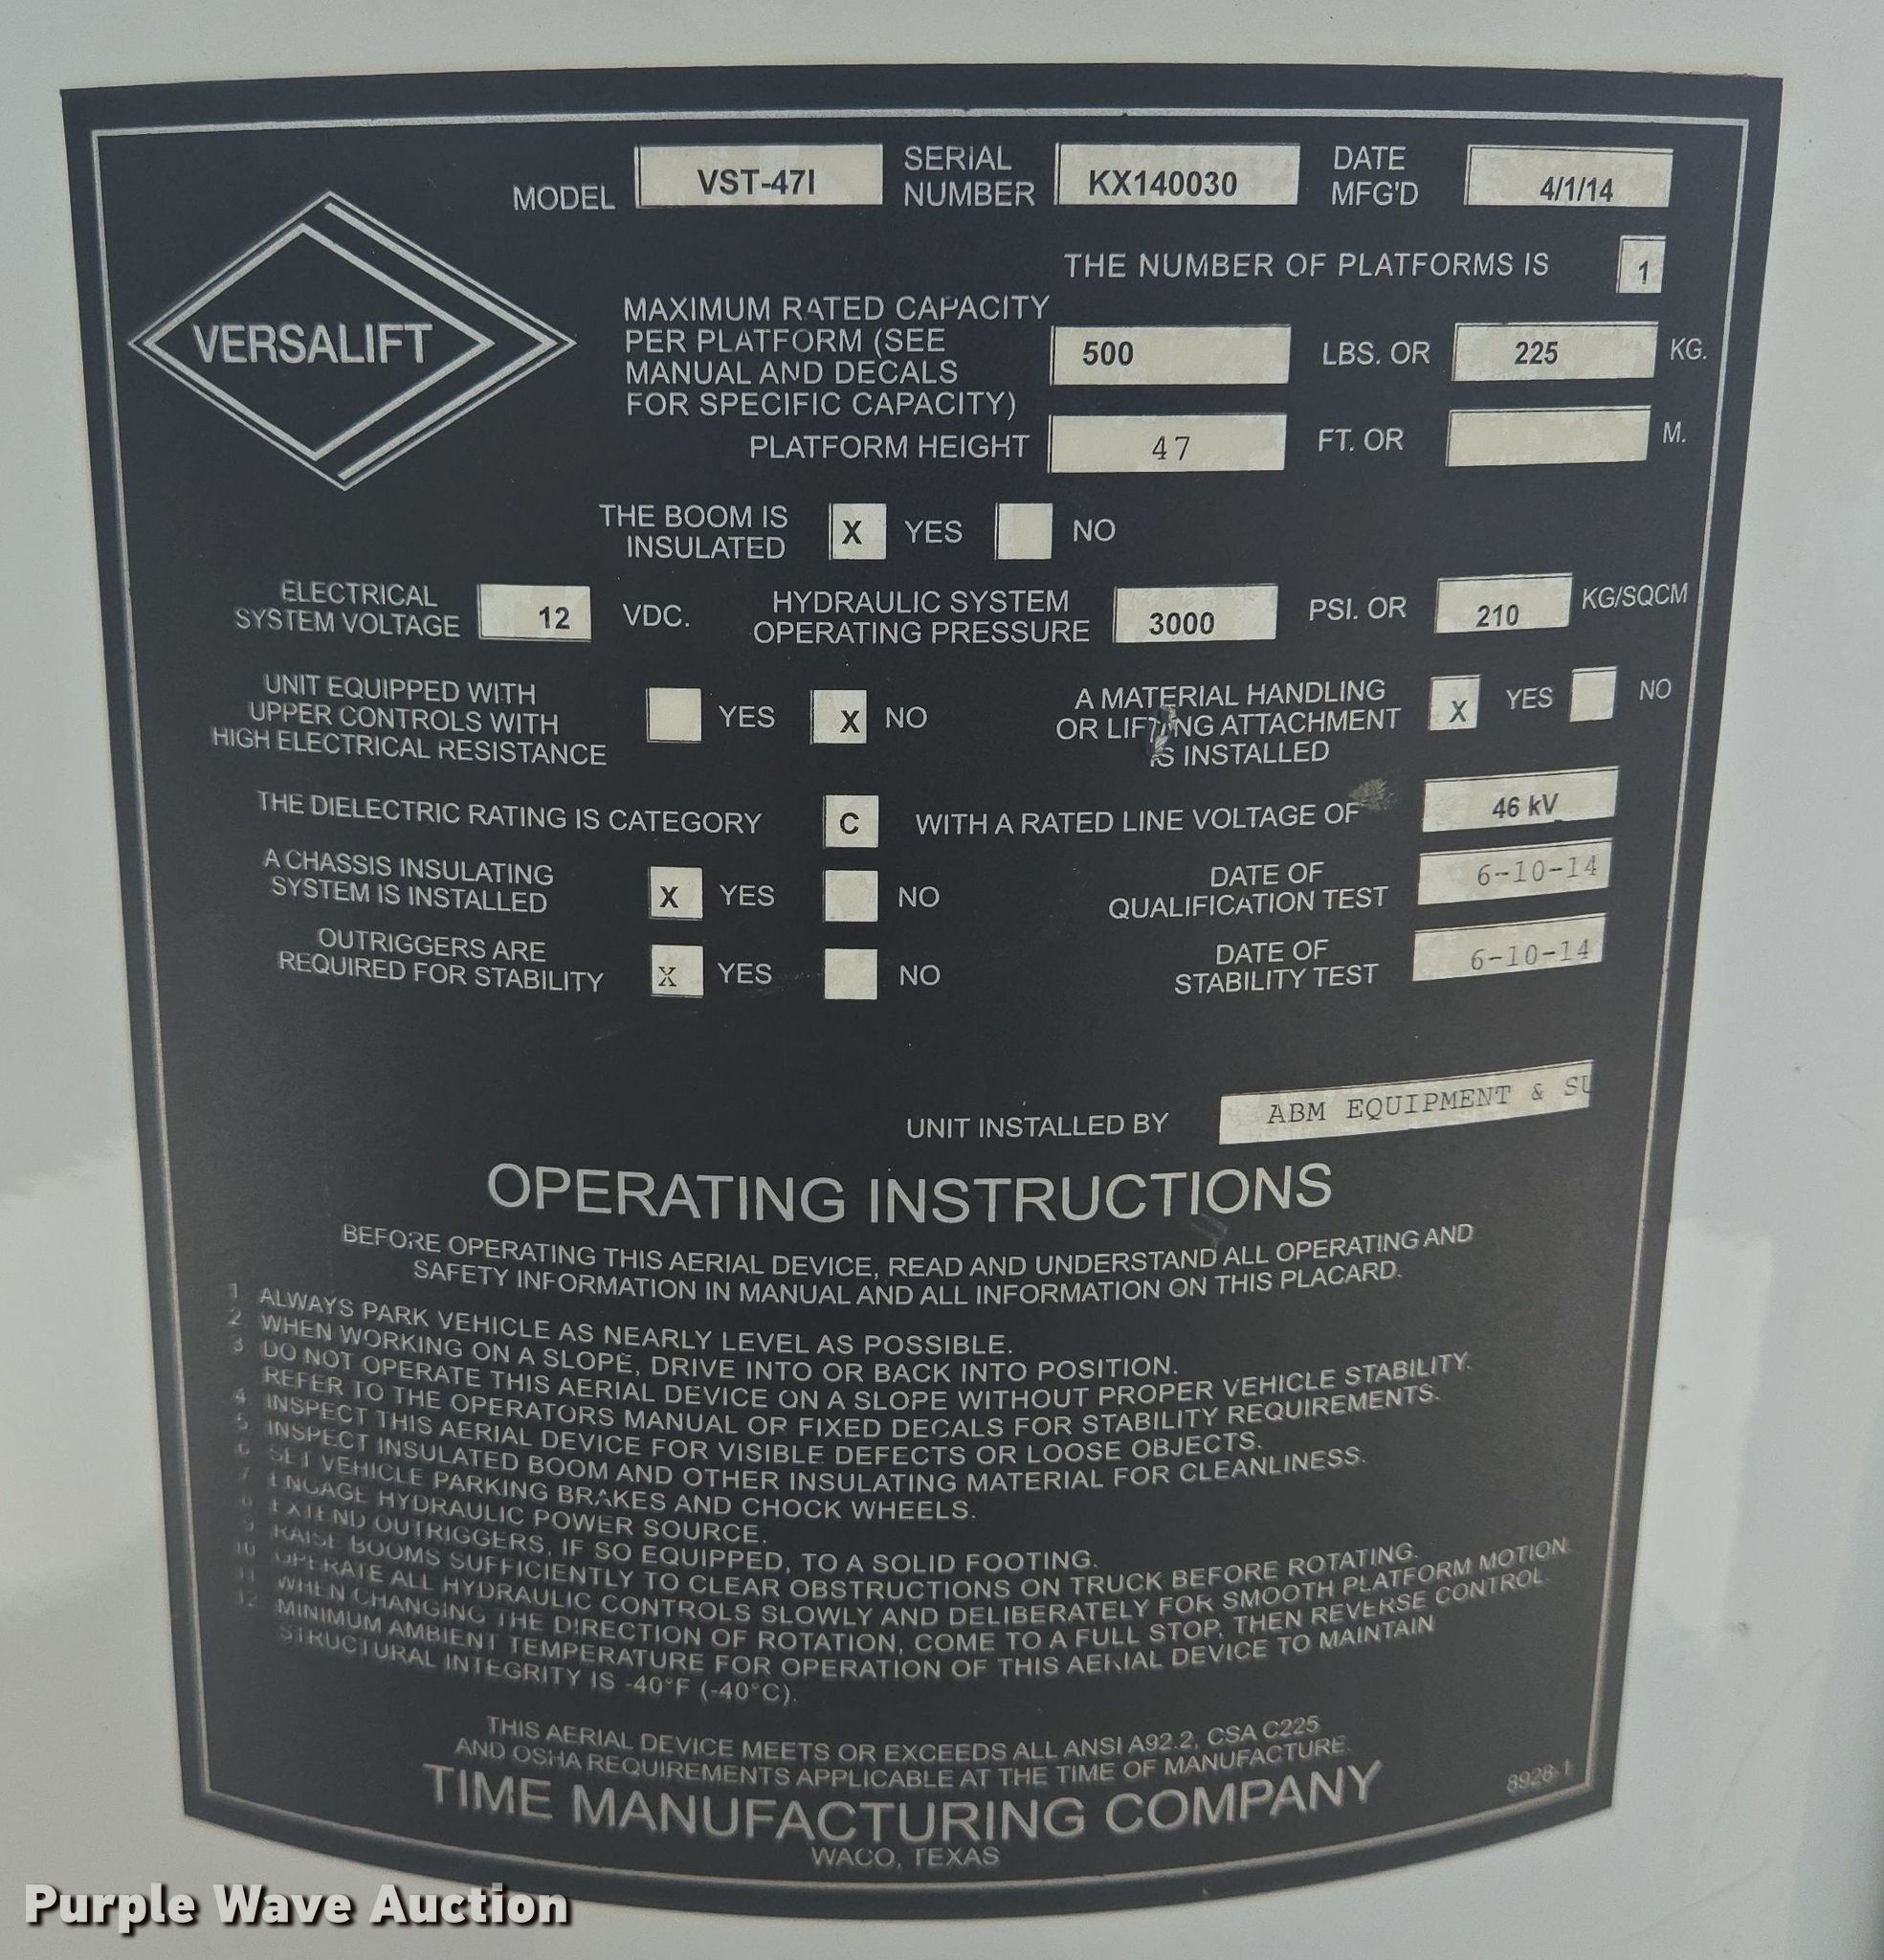 MODEL VST-47I SERIAL NUMBER KX140030 DATE MFG'D 4/1/14
VERSALIFT
THE NUMBER OF PLATFORMS IS 1
MAXIMUM RATED CAPACITY
PER PLATFORM (SEE
MANUAL AND DECALS
FOR SPECIFIC CAPACITY) 500 LBS. OR 225 KG.
PLATFORM HEIGHT 47 FT. OR M.
THE BOOM IS
INSULATED X YES NO
ELECTRICAL
SYSTEM VOLTAGE 12 VDC.
HYDRAULIC SYSTEM
OPERATING PRESSURE 3000 PSI. OR 210 KG/SQCM
UNIT EQUIPPED WITH
UPPER CONTROLS WITH
HIGH ELECTRICAL RESISTANCE YES X NO
A MATERIAL HANDLING
OR LIFTING ATTACHMENT
IS INSTALLED X YES NO
THE DIELECTRIC RATING IS CATEGORY C WITH A RATED LINE VOLTAGE OF 46 kV
A CHASSIS INSULATING
SYSTEM IS INSTALLED X YES NO
DATE OF
QUALIFICATION TEST 6-10-14
OUTRIGGERS ARE
REQUIRED FOR STABILITY X YES NO
DATE OF
STABILITY TEST 6-10-14
UNIT INSTALLED BY ABM EQUIPMENT & SU
OPERATING INSTRUCTIONS
BEFORE OPERATING THIS AERIAL DEVICE, READ AND UNDERSTAND ALL OPERATING AND
SAFETY INFORMATION IN MANUAL AND ALL INFORMATION ON THIS PLACARD.
1 ALWAYS PARK VEHICLE AS NEARLY LEVEL AS POSSIBLE.
2 WHEN WORKING ON A SLOPE, DRIVE INTO OR BACK INTO POSITION.
3 DO NOT OPERATE THIS AERIAL DEVICE ON A SLOPE WITHOUT PROPER VEHICLE STABILITY.
REFER TO THE OPERATORS MANUAL OR FIXED DECALS FOR STABILITY REQUIREMENTS.
4 INSPECT THIS AERIAL DEVICE FOR VISIBLE DEFECTS OR LOOSE OBJECTS.
5 INSPECT INSULATED BOOM AND OTHER INSULATING MATERIAL FOR CLEANLINESS.
6 SET VEHICLE PARKING BRAKES AND CHOCK WHEELS.
7 ENGAGE HYDRAULIC POWER SOURCE.
8 EXTEND OUTRIGGERS, IF SO EQUIPPED, TO A SOLID FOOTING.
9 RAISE BOOMS SUFFICIENTLY TO CLEAR OBSTRUCTIONS ON TRUCK BEFORE ROTATING.
10 OPERATE ALL HYDRAULIC CONTROLS SLOWLY AND DELIBERATELY FOR SMOOTH PLATFORM MOTION
11 WHEN CHANGING THE DIRECTION OF ROTATION, COME TO A FULL STOP, THEN REVERSE CONTROL
12 MINIMUM AMBIENT TEMPERATURE FOR OPERATION OF THIS AERIAL DEVICE TO MAINTAIN
STRUCTURAL INTEGRITY IS -40°F (-40°C).
THIS AERIAL DEVICE MEETS OR EXCEEDS ALL ANSI A92.2, CSA C225
AND OSHA REQUIREMENTS APPLICABLE AT THE TIME OF MANUFACTURE.
TIME MANUFACTURING COMPANY
WACO, TEXAS
8928-1
Purple Wave Auction